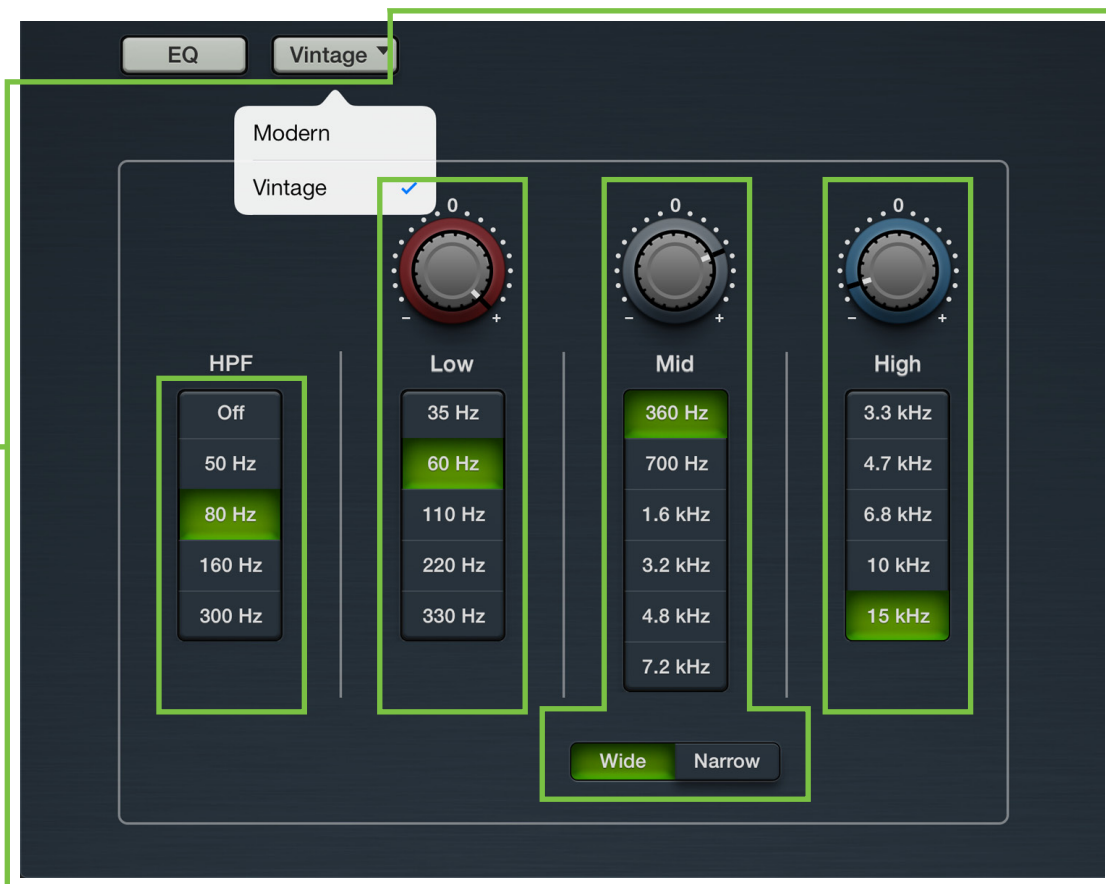 EQ Vintage
Modern
Vintage
0 0 0
- + - + - +
HPF Low Mid High
Off 35 Hz 360 Hz 3.3 kHz
50 Hz 60 Hz 700 Hz 4.7 kHz
80 Hz 110 Hz 1.6 kHz 6.8 kHz
160 Hz 220 Hz 3.2 kHz 10 kHz
300 Hz 330 Hz 4.8 kHz 15 kHz
7.2 kHz
Wide Narrow